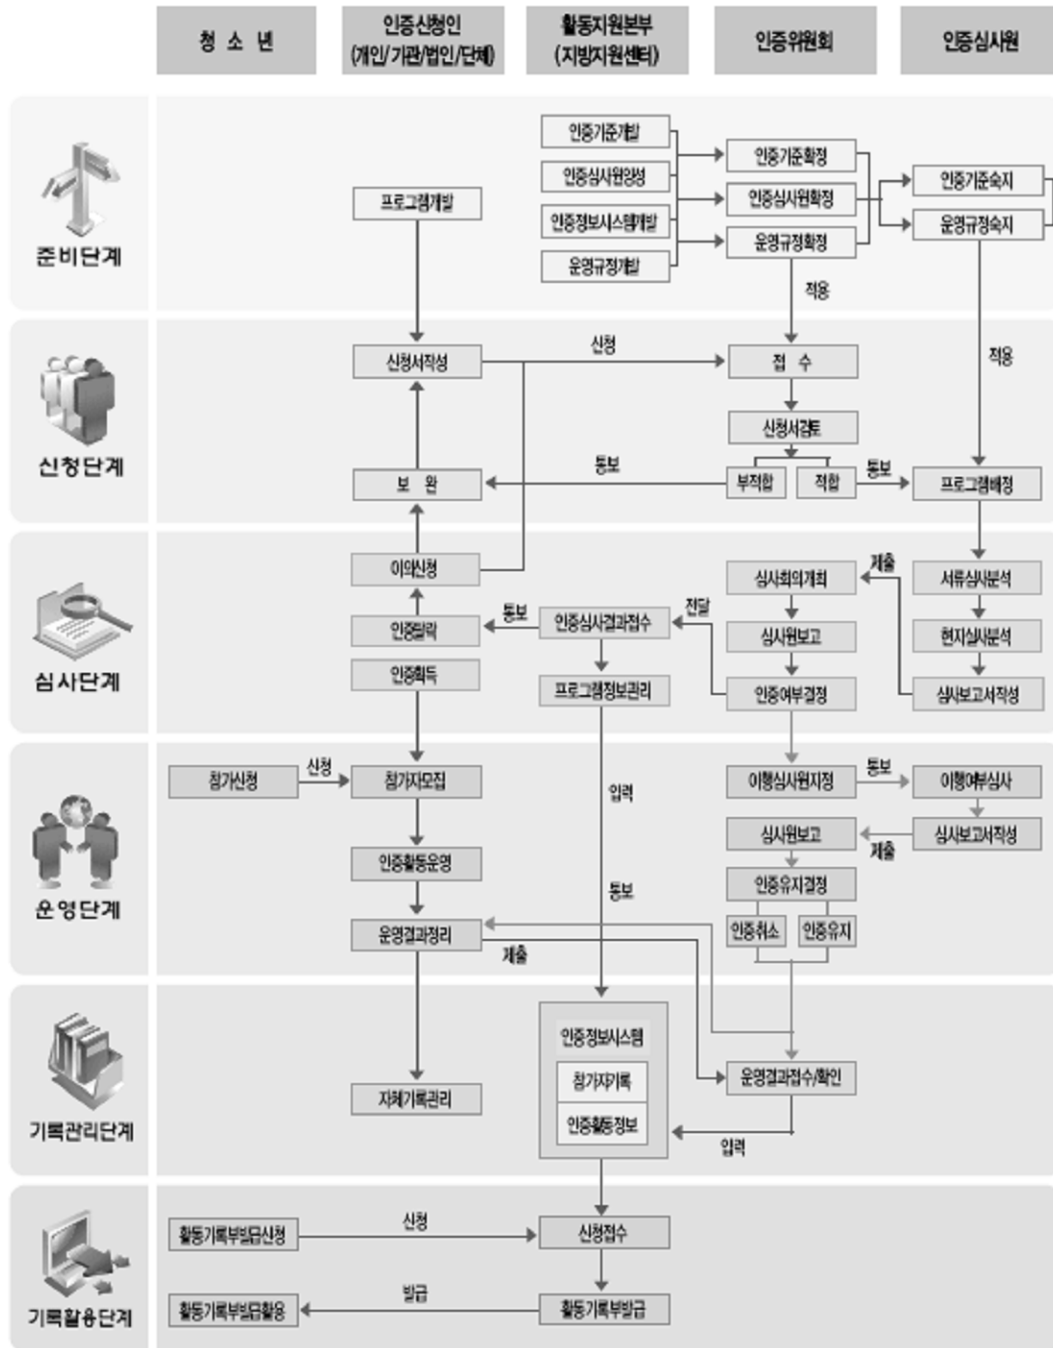 청 소 년
인증신청인
(개인/기관/법인/단체)
활동지원본부
(지방지원센터)
인증위원회
인증심사원
준비단계
프로그램개발
인증기준개발
인증심사원양성
인증정보시스템개발
운영규정개발
인증기준확정
인증심사원확정
운영규정확정
인증기준숙지
운영규정숙지
적용
적용
신청단계
신청서작성
신청
접 수
신청서검토
보 완
통보
부적합
적합
통보
프로그램배정
심사단계
이의신청
인증탈락
인증획득
통보
인증심사결과접수
프로그램정보관리
전달
심사회의개최
심사원보고
인증여부결정
제출
서류심사분석
현지실사분석
심사보고서작성
운영단계
참가신청
신청
참가자모집
인증활동운영
운영결과정리
제출
입력
통보
이행심사원지정
통보
이행여부심사
심사원보고
제출
심사보고서작성
인증유지결정
인증취소
인증유지
기록관리단계
자체기록관리
인증정보시스템
참가자기록
인증활동정보
운영결과접수/확인
입력
기록활용단계
활동기록부발급신청
신청
신청접수
활동기록부발급활용
발급
활동기록부발급